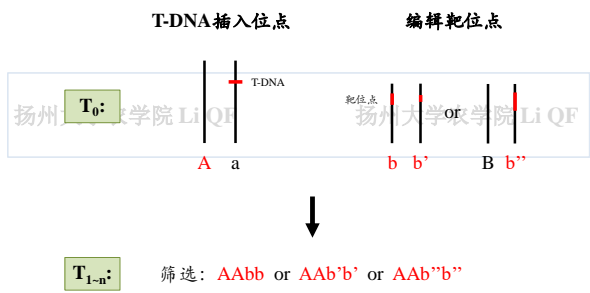 T-DNA插入位点 编辑靶位点
T-DNA
靶位点
T₀:
or
扬州大学农学院 Li QF 扬州大学农学院 Li QF
A a b b' B b''
T₁~ₙ: 筛选: AAbb or AAb'b' or AAb''b''